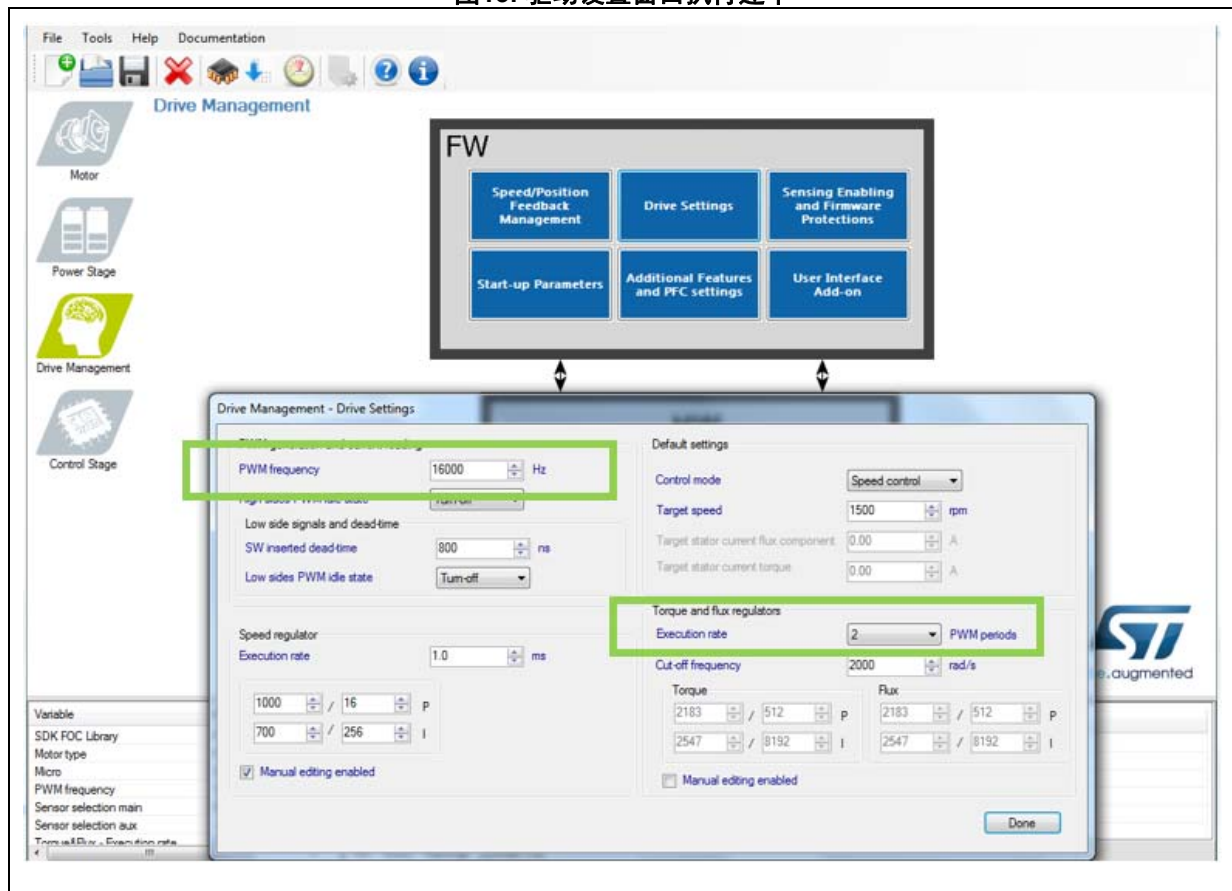 File Tools Help Documentation
Drive Management
Motor
Power Stage
Drive Management
Control Stage
FW
Speed/Position Feedback Management
Drive Settings
Sensing Enabling and Firmware Protections
Start-up Parameters
Additional Features and PFC settings
User Interface Add-on
Drive Management - Drive Settings
PWM frequency 16000 Hz
Low side signals and dead-time
SW inserted dead-time 800 ns
Low sides PWM idle state Turn-off
Speed regulator
Execution rate 1.0 ms
1000 / 16 P
700 / 256 I
Manual editing enabled
Default settings
Control mode Speed control
Target speed 1500 rpm
Target stator current flux component 0.00 A
Target stator current torque 0.00 A
Torque and flux regulators
Execution rate 2 PWM periods
Cut-off frequency 2000 rad/s
Torque
2183 / 512 P
2547 / 8192 I
Flux
2183 / 512 P
2547 / 8192 I
Manual editing enabled
Done
ST
e.augmented
Variable
SDK FOC Library
Motor type
Micro
PWM frequency
Sensor selection main
Sensor selection aux
Torque&Flux - Execution rate